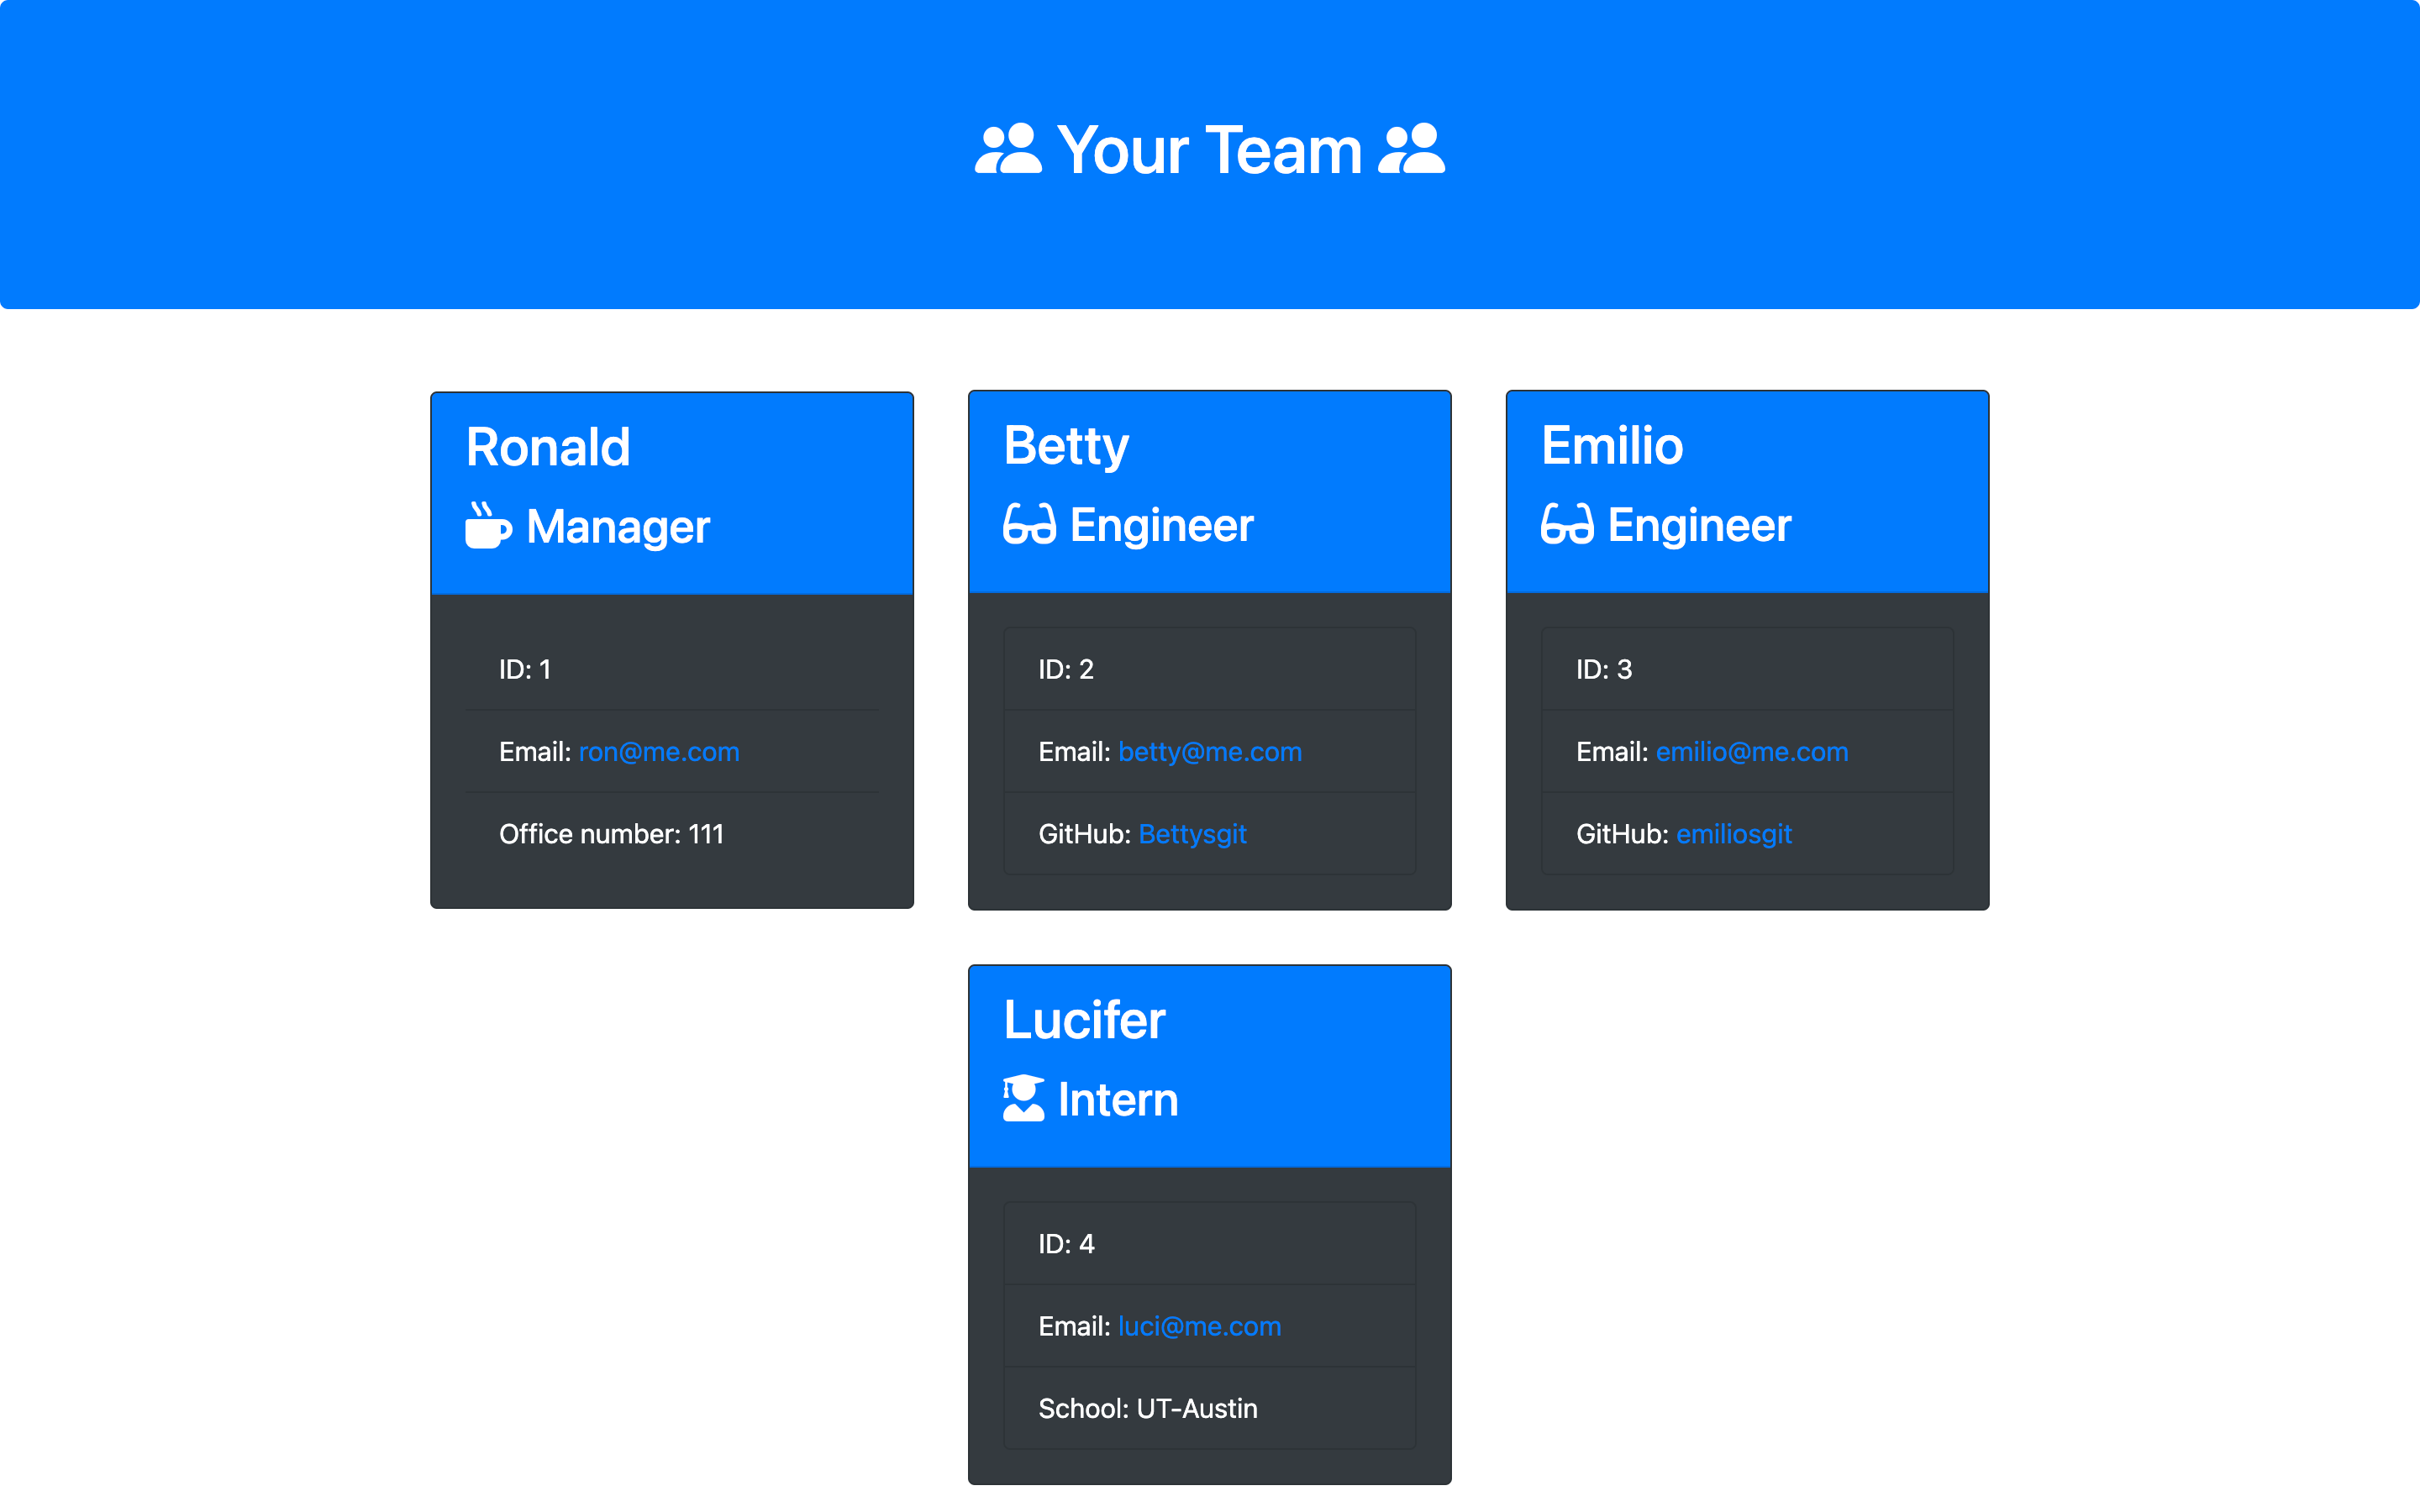 Your Team
Ronald
Manager
ID: 1
Email: ron@me.com
Office number: 111
Betty
Engineer
ID: 2
Email: betty@me.com
GitHub: Bettysgit
Emilio
Engineer
ID: 3
Email: emilio@me.com
GitHub: emiliosgit
Lucifer
Intern
ID: 4
Email: luci@me.com
School: UT-Austin